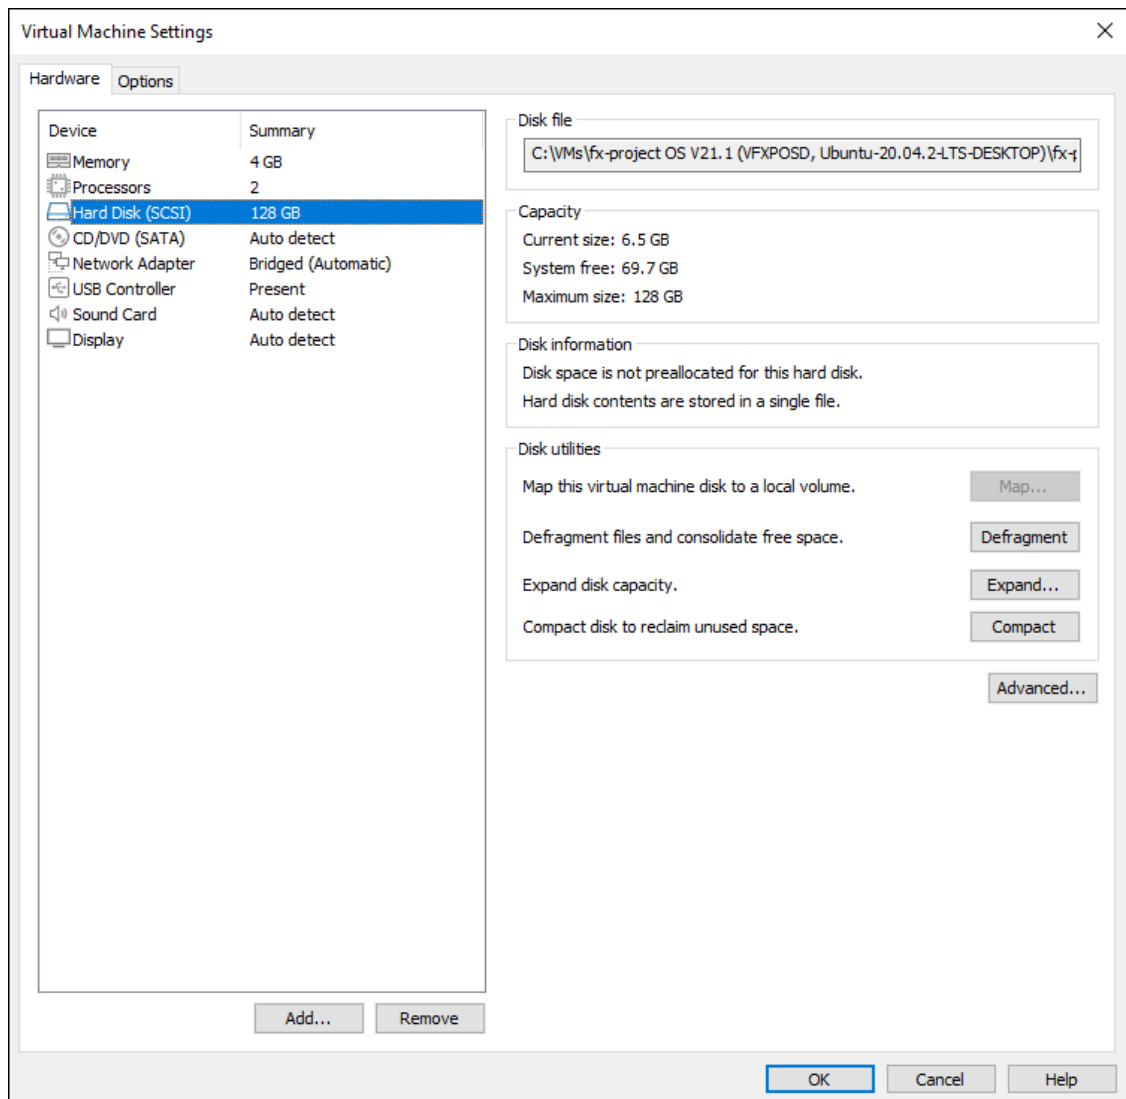 Virtual Machine Settings
Hardware Options
Device Summary
Memory 4 GB
Processors 2
Hard Disk (SCSI) 128 GB
CD/DVD (SATA) Auto detect
Network Adapter Bridged (Automatic)
USB Controller Present
Sound Card Auto detect
Display Auto detect
Add... Remove
Disk file
C:\VMs\fx-project OS V21.1 (VFXPOSD, Ubuntu-20.04.2-LTS-DESKTOP)\fx-p
Capacity
Current size: 6.5 GB
System free: 69.7 GB
Maximum size: 128 GB
Disk information
Disk space is not preallocated for this hard disk.
Hard disk contents are stored in a single file.
Disk utilities
Map this virtual machine disk to a local volume. Map...
Defragment files and consolidate free space. Defragment
Expand disk capacity. Expand...
Compact disk to reclaim unused space. Compact
Advanced...
OK Cancel Help